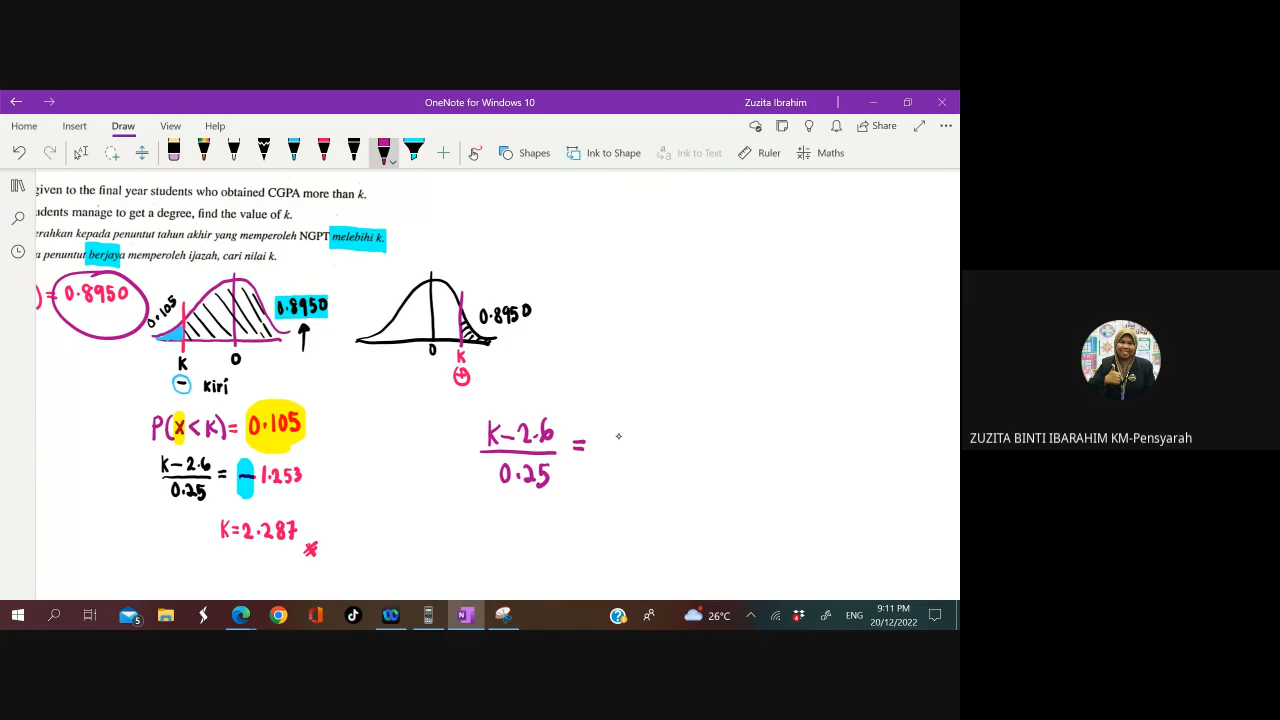 OneNote for Windows 10
Zuzita Ibrahim
Home Insert Draw View Help
Share
Shapes Ink to Shape Ink to Text Ruler Maths
given to the final year students who obtained CGPA more than k.
udents manage to get a degree, find the value of k.
erahkan kepada penuntut tahun akhir yang memperoleh NGPT melebihi k.
a penuntut berjaya memperoleh ijazah, cari nilai k.
) = 0.8950
0.105
0.8950
K 0
- kiri
0.8950
0 K
+
P(x < K) = 0.105
K-2.6
0.25
= -1.253
K = 2.287
K-2.6
0.25
=
ZUZITA BINTI IBARAHIM KM-Pensyarah
5
26°C
ENG
9:11 PM
20/12/2022